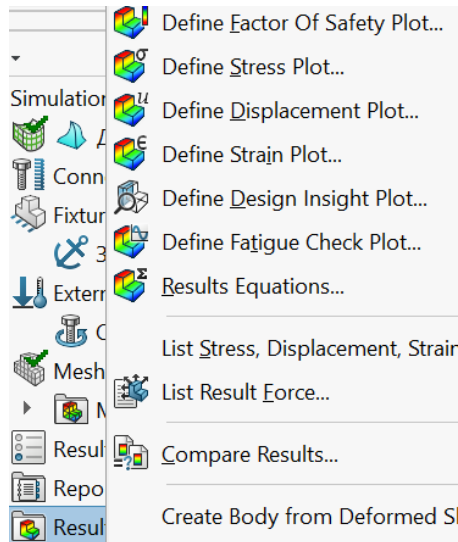 Define Factor Of Safety Plot...
Define Stress Plot...
Define Displacement Plot...
Simulation
Define Strain Plot...
Conn
Define Design Insight Plot...
Fixtur
Define Fatigue Check Plot...
Extern
Results Equations...
List Stress, Displacement, Strain
Mesh
List Result Force...
Resul
Compare Results...
Repo
Resul
Create Body from Deformed Sh